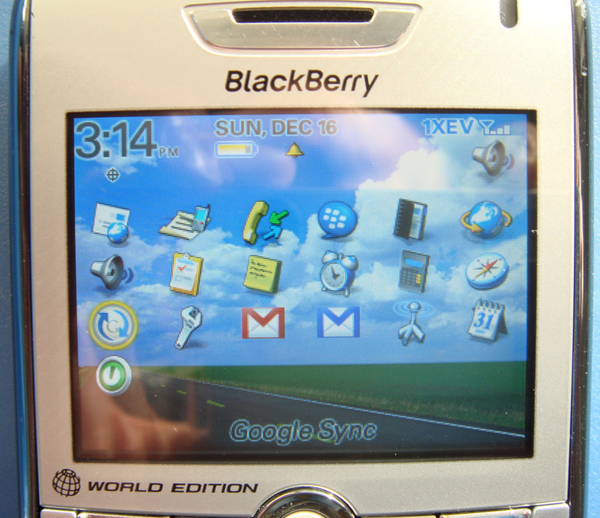 BlackBerry
3:14 PM
SUN, DEC 16
1XEV
31
Google Sync
WORLD EDITION